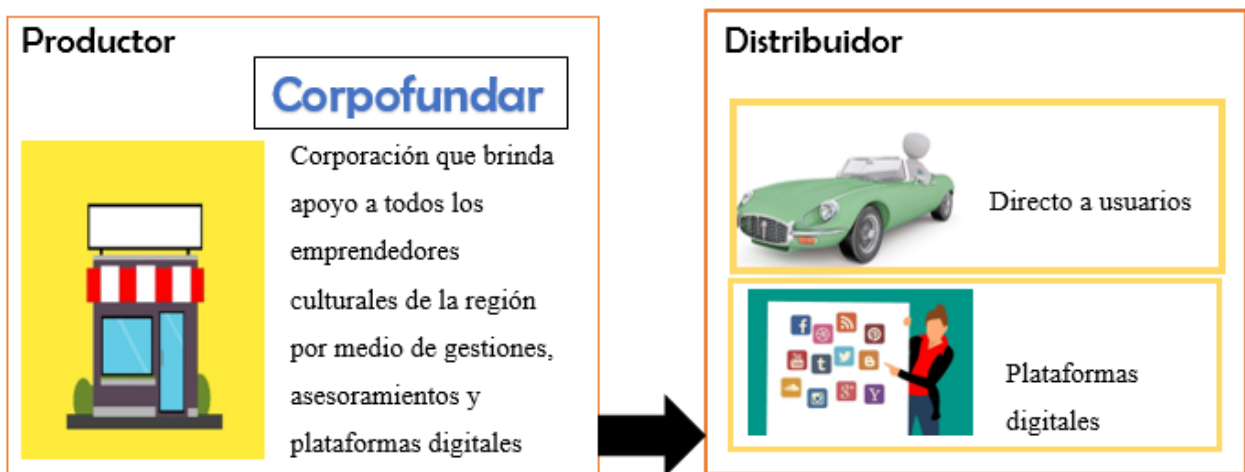 Productor
Corpofundar
Corporación que brinda
apoyo a todos los
emprendedores
culturales de la región
por medio de gestiones,
asesoramientos y
plataformas digitales
Distribuidor
Directo a usuarios
Plataformas
digitales